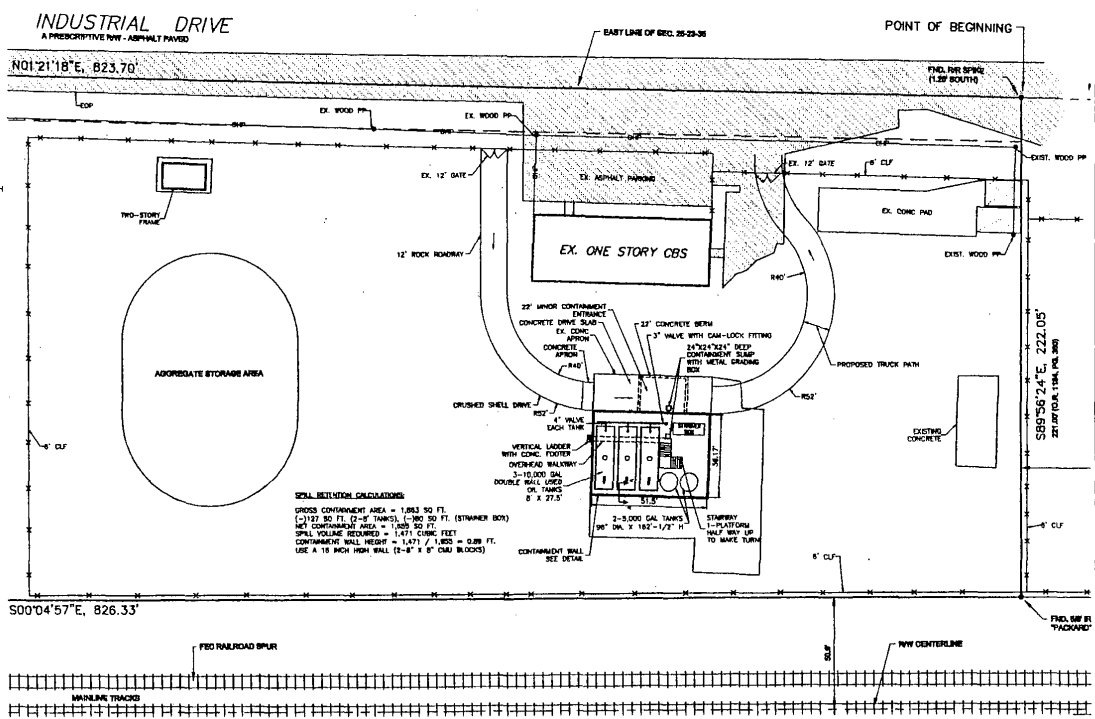 INDUSTRIAL DRIVE
A PRESCRIPTIVE R/W - ASPHALT PAVED
EAST LINE OF SEC. 26-23-36
POINT OF BEGINNING
N01°21'18"E, 823.70'
FND. R/R SPIKE
(1.25' SOUTH)
EOP
EX. WOOD PP
EX. WOOD PP
OHP
OHP
OHP
EXIST. WOOD PP
EX. 12' GATE
EX. ASPHALT PARKING
EX. 12' GATE
6' CLF
TWO-STORY
FRAME
EX. CONC PAD
12' ROCK ROADWAY
EX. ONE STORY CBS
EXIST. WOOD PP
R40'
22' MINOR CONTAINMENT
ENTRANCE
CONCRETE DRIVE SLAB
EX. CONC
APRON
CONCRETE
APRON
22' CONCRETE BERM
3" VALVE WITH CAM-LOCK FITTING
24"X24"X24" DEEP
CONTAINMENT SUMP
WITH METAL GRADING
BOX
S89°56'24"E, 222.05'
PROPOSED TRUCK PATH
AGGREGATE STORAGE AREA
R40'
R52'
CRUSHED SHELL DRIVE
R52'
4" VALVE
EACH TANK
STRAINER
BOX
EXISTING
CONCRETE
6' CLF
VERTICAL LADDER
WITH CONC. FOOTER
OVERHEAD WALKWAY
3-10,000 GAL
DOUBLE WALL USED
OIL TANKS
8' X 27.5'
36.17'
51.5'
SPILL RETENTION CALCULATIONS:
GROSS CONTAINMENT AREA = 1,863 SQ FT.
(-)127 SQ FT. (2-8' TANKS), (-)80 SQ FT. (STRAINER BOX)
NET CONTAINMENT AREA = 1,655 SQ FT.
SPILL VOLUME REQUIRED = 1,471 CUBIC FEET
CONTAINMENT WALL HEIGHT = 1,471 / 1,655 = 0.89 FT.
USE A 16 INCH HIGH WALL (2-8" X 8" CMU BLOCKS)
2-5,000 GAL TANKS
96" DIA. X 162-1/2" H
STAIRWAY
1-PLATFORM
HALF WAY UP
TO MAKE TURN
CONTAINMENT WALL
SEE DETAIL
6' CLF
6' CLF
S00°04'57"E, 826.33'
FND. 5/8" IR
"PACKARD"
FEC RAILROAD SPUR
R/W CENTERLINE
MAINLINE TRACKS